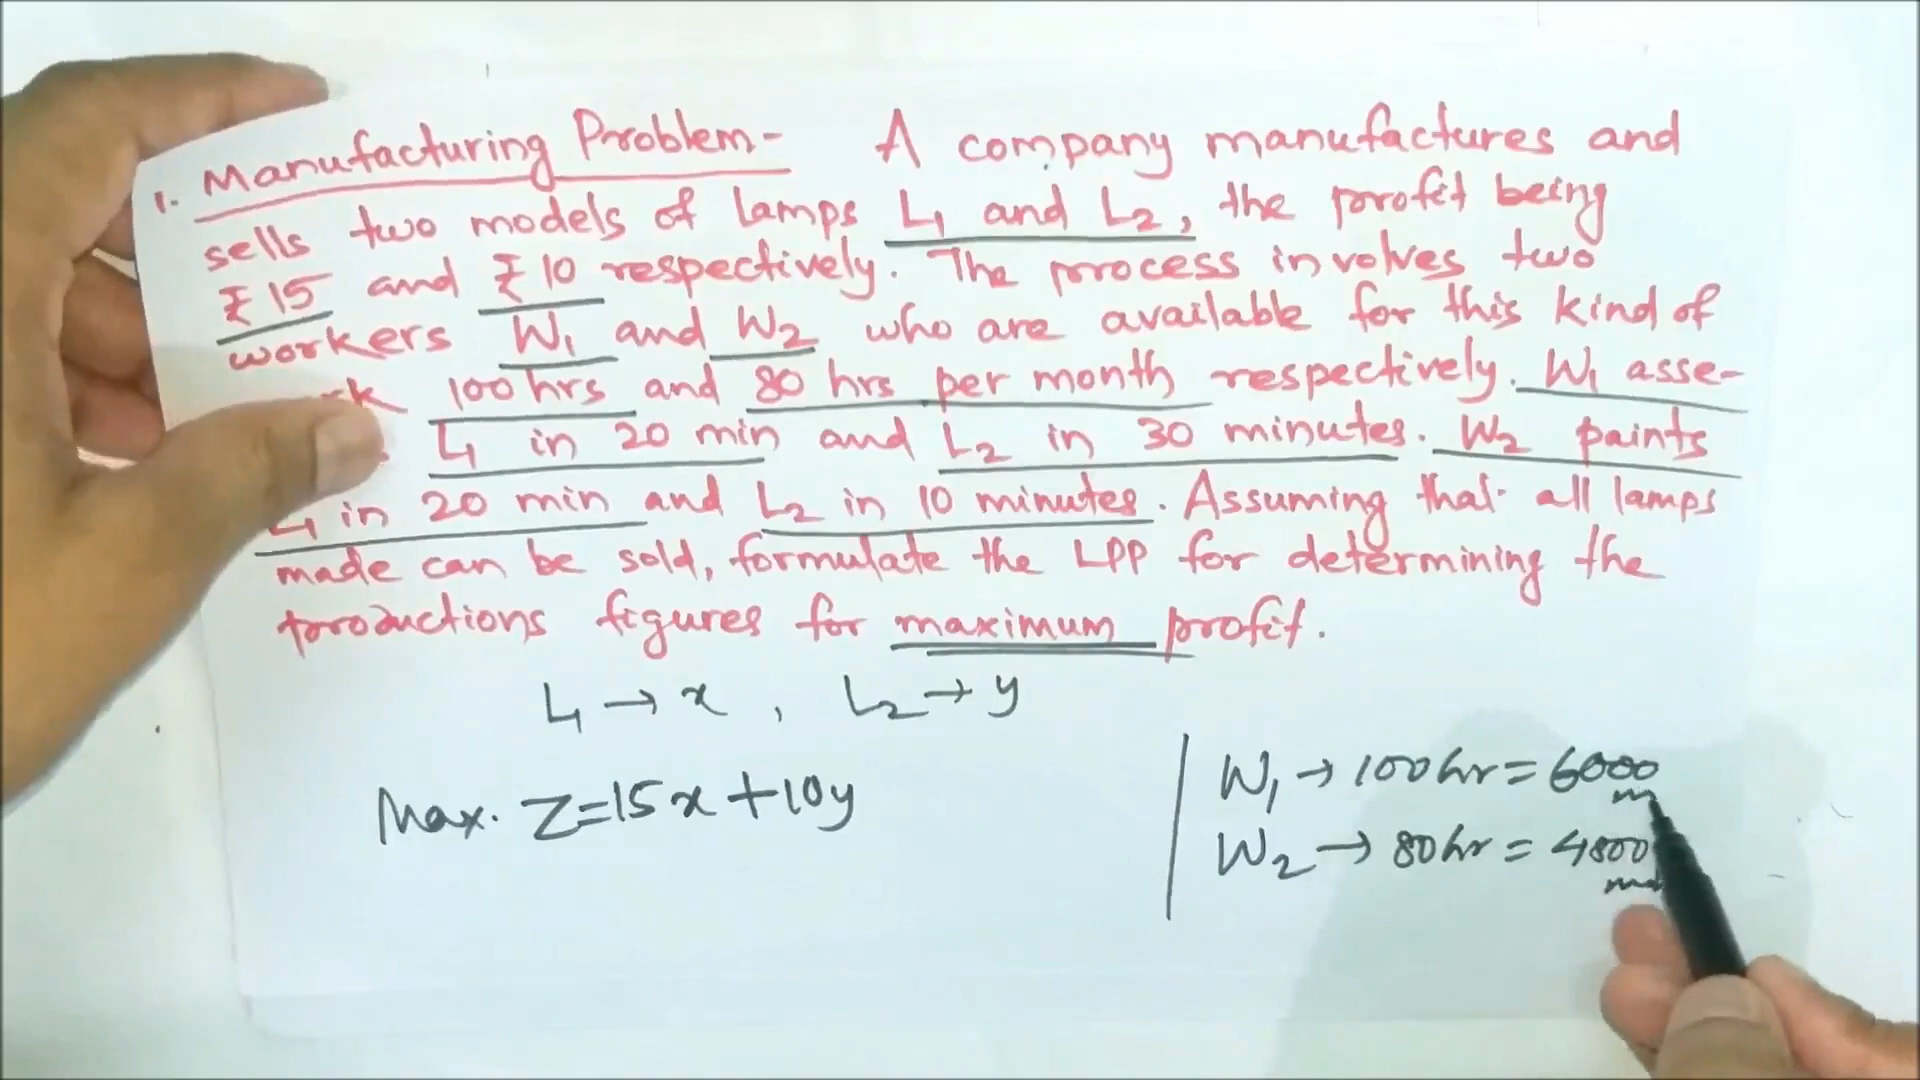 1. Manufacturing Problem- A company manufactures and
sells two models of lamps L1 and L2, the profit being
₹15 and ₹10 respectively. The process involves two
workers W1 and W2 who are available for this kind of
100hrs and 80 hrs per month respectively. W1 asse-
L1 in 20 min and L2 in 30 minutes. W2 paints
L1 in 20 min and L2 in 10 minutes. Assuming that all lamps
made can be sold, formulate the LPP for determining the
productions figures for maximum profit.
L1 → x , L2 → y
Max. Z=15x+10y
W1 → 100hr = 6000
W2 → 80hr = 4800